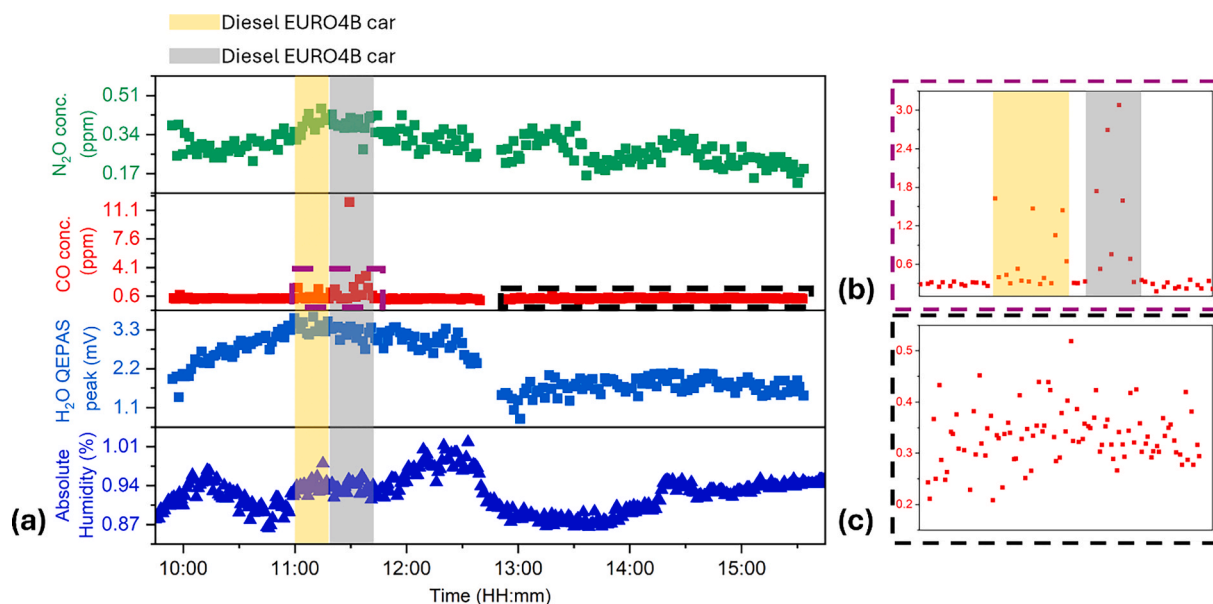 Diesel EURO4B car
Diesel EURO4B car
N₂O conc.
(ppm)
0.51
0.34
0.17
CO conc.
(ppm)
11.1
7.6
4.1
0.6
H₂O QEPAS
peak (mV)
3.3
2.2
1.1
Absolute
Humidity (%)
1.01
0.94
0.87
(a)
10:00 11:00 12:00 13:00 14:00 15:00
Time (HH:mm)
3.0
2.4
1.8
1.2
0.6
(b)
0.5
0.4
0.3
0.2
(c)